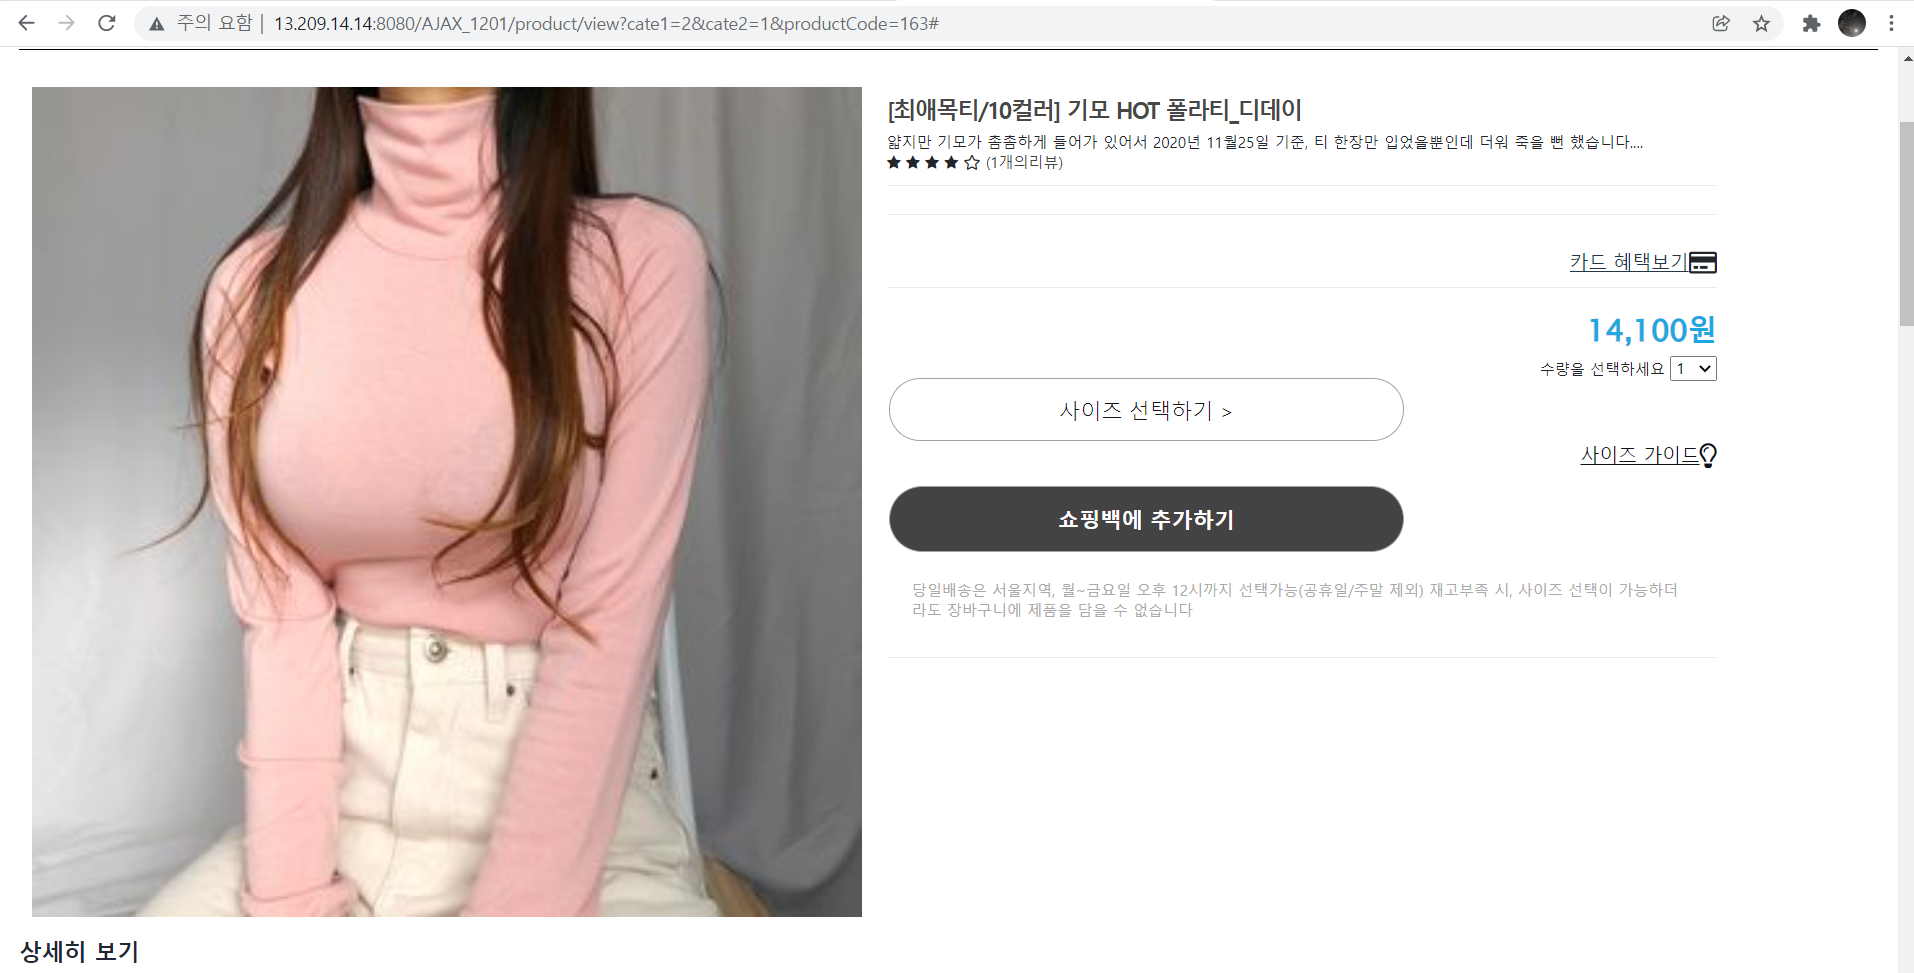 주의 요함 | 13.209.14.14:8080/AJAX_1201/product/view?cate1=2&cate2=1&productCode=163#
[최애목티/10컬러] 기모 HOT 폴라티_디데이
얇지만 기모가 촘촘하게 들어가 있어서 2020년 11월25일 기준, 티 한장만 입었을뿐인데 더워 죽을 뻔 했습니다....
★ ★ ★ ★ ☆ (1개의리뷰)
카드 혜택보기
14,100원
수량을 선택하세요 1
사이즈 선택하기 >
사이즈 가이드
쇼핑백에 추가하기
당일배송은 서울지역, 월~금요일 오후 12시까지 선택가능(공휴일/주말 제외) 재고부족 시, 사이즈 선택이 가능하더
라도 장바구니에 제품을 담을 수 없습니다
상세히 보기